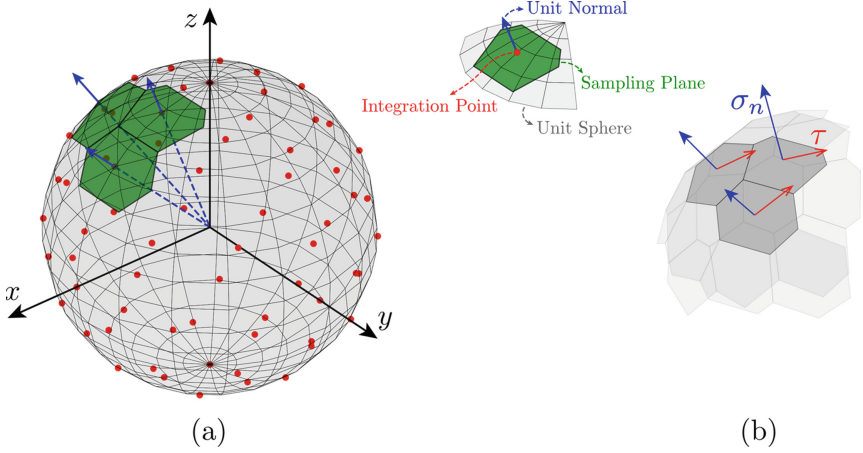 z
Unit Normal
Sampling Plane
Integration Point
Unit Sphere
σn
τ
x
y
(a)
(b)